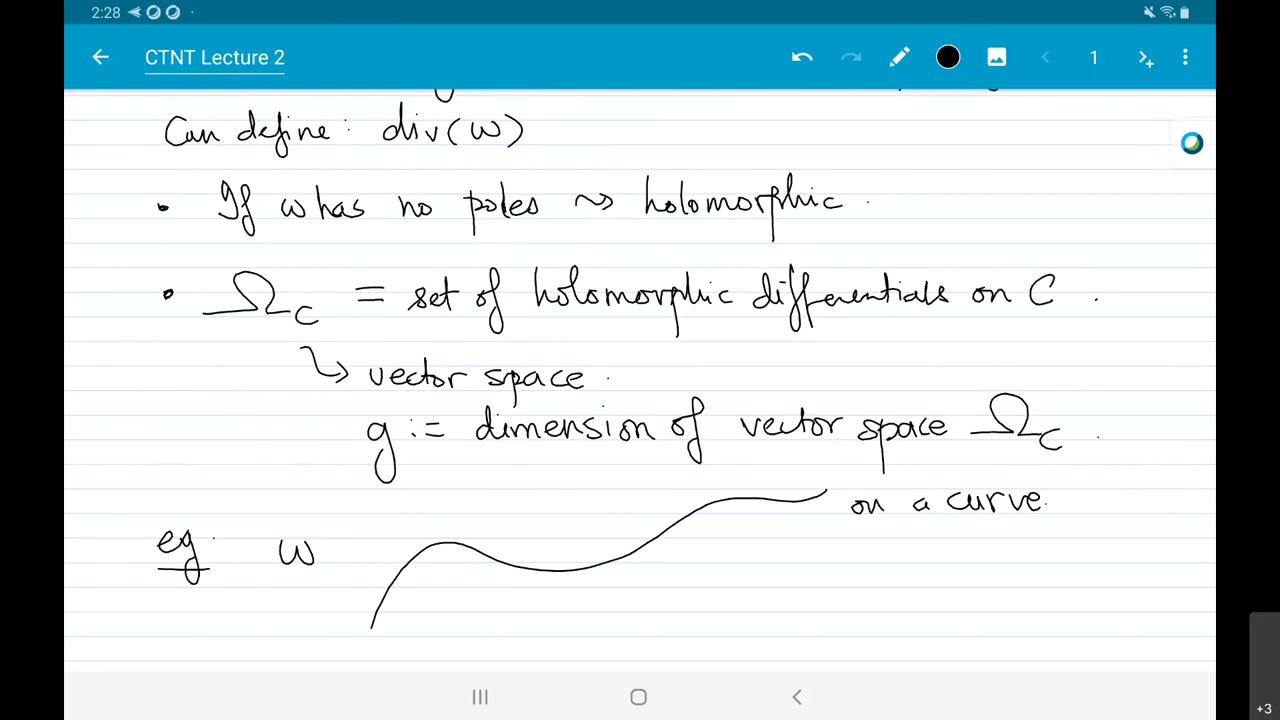 2:28
CTNT Lecture 2
1
Can define: div(ω)
• If ω has no poles ⇝ holomorphic.
• Ω_C = set of holomorphic differentials on C.
↳ vector space.
g := dimension of vector space Ω_C.
on a curve.
eg. ω
+3